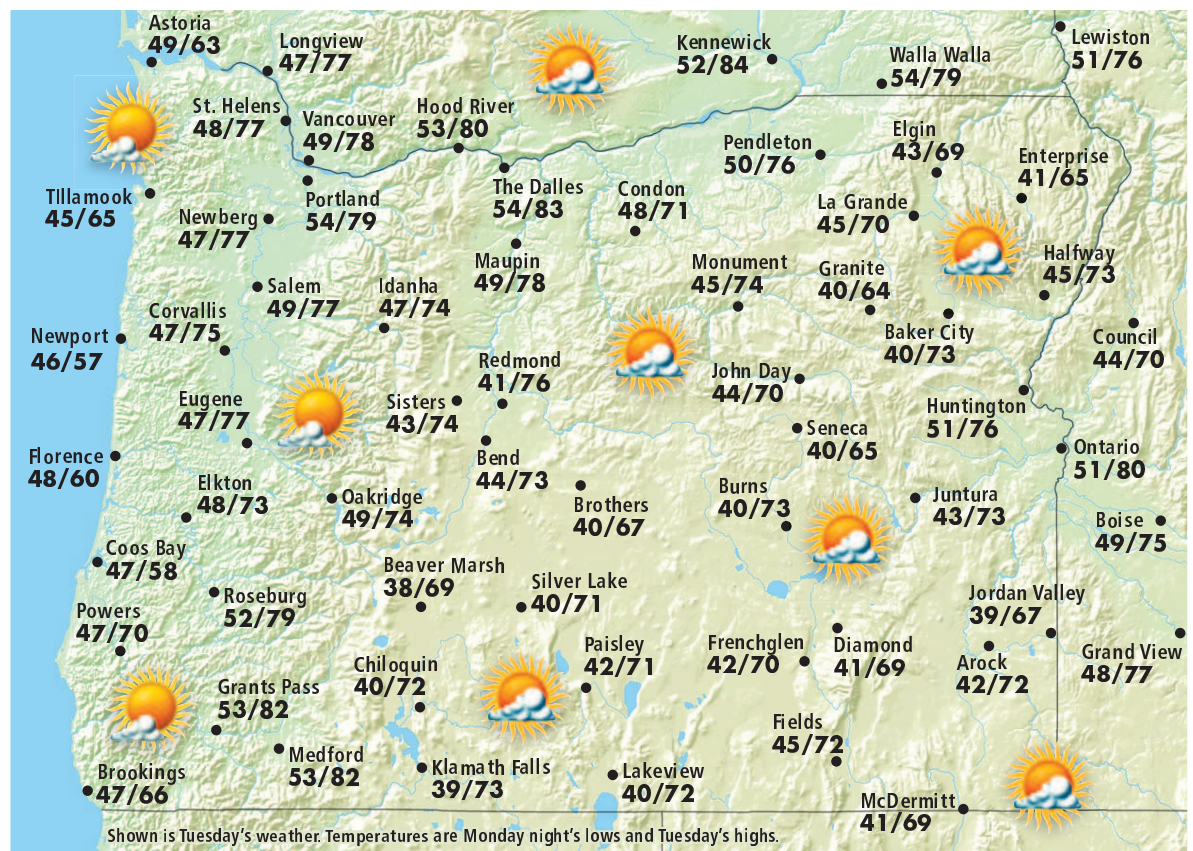 Astoria
49/63
Longview
47/77
Kennewick
52/84
Walla Walla
54/79
Lewiston
51/76
St. Helens
48/77
Vancouver
49/78
Hood River
53/80
Pendleton
50/76
Elgin
43/69
Enterprise
41/65
TIllamook
45/65
Newberg
47/77
Portland
54/79
The Dalles
54/83
Condon
48/71
La Grande
45/70
Maupin
49/78
Monument
45/74
Granite
40/64
Halfway
45/73
Salem
49/77
Idanha
47/74
Corvallis
47/75
Newport
46/57
Baker City
40/73
Council
44/70
Redmond
41/76
John Day
44/70
Eugene
47/77
Sisters
43/74
Huntington
51/76
Seneca
40/65
Florence
48/60
Bend
44/73
Ontario
51/80
Elkton
48/73
Oakridge
49/74
Brothers
40/67
Burns
40/73
Juntura
43/73
Boise
49/75
Coos Bay
47/58
Beaver Marsh
38/69
Silver Lake
40/71
Jordan Valley
39/67
Roseburg
52/79
Powers
47/70
Paisley
42/71
Frenchglen
42/70
Diamond
41/69
Arock
42/72
Grand View
48/77
Chiloquin
40/72
Grants Pass
53/82
Fields
45/72
Medford
53/82
Brookings
47/66
Klamath Falls
39/73
Lakeview
40/72
McDermitt
41/69
Shown is Tuesday's weather. Temperatures are Monday night's lows and Tuesday's highs.